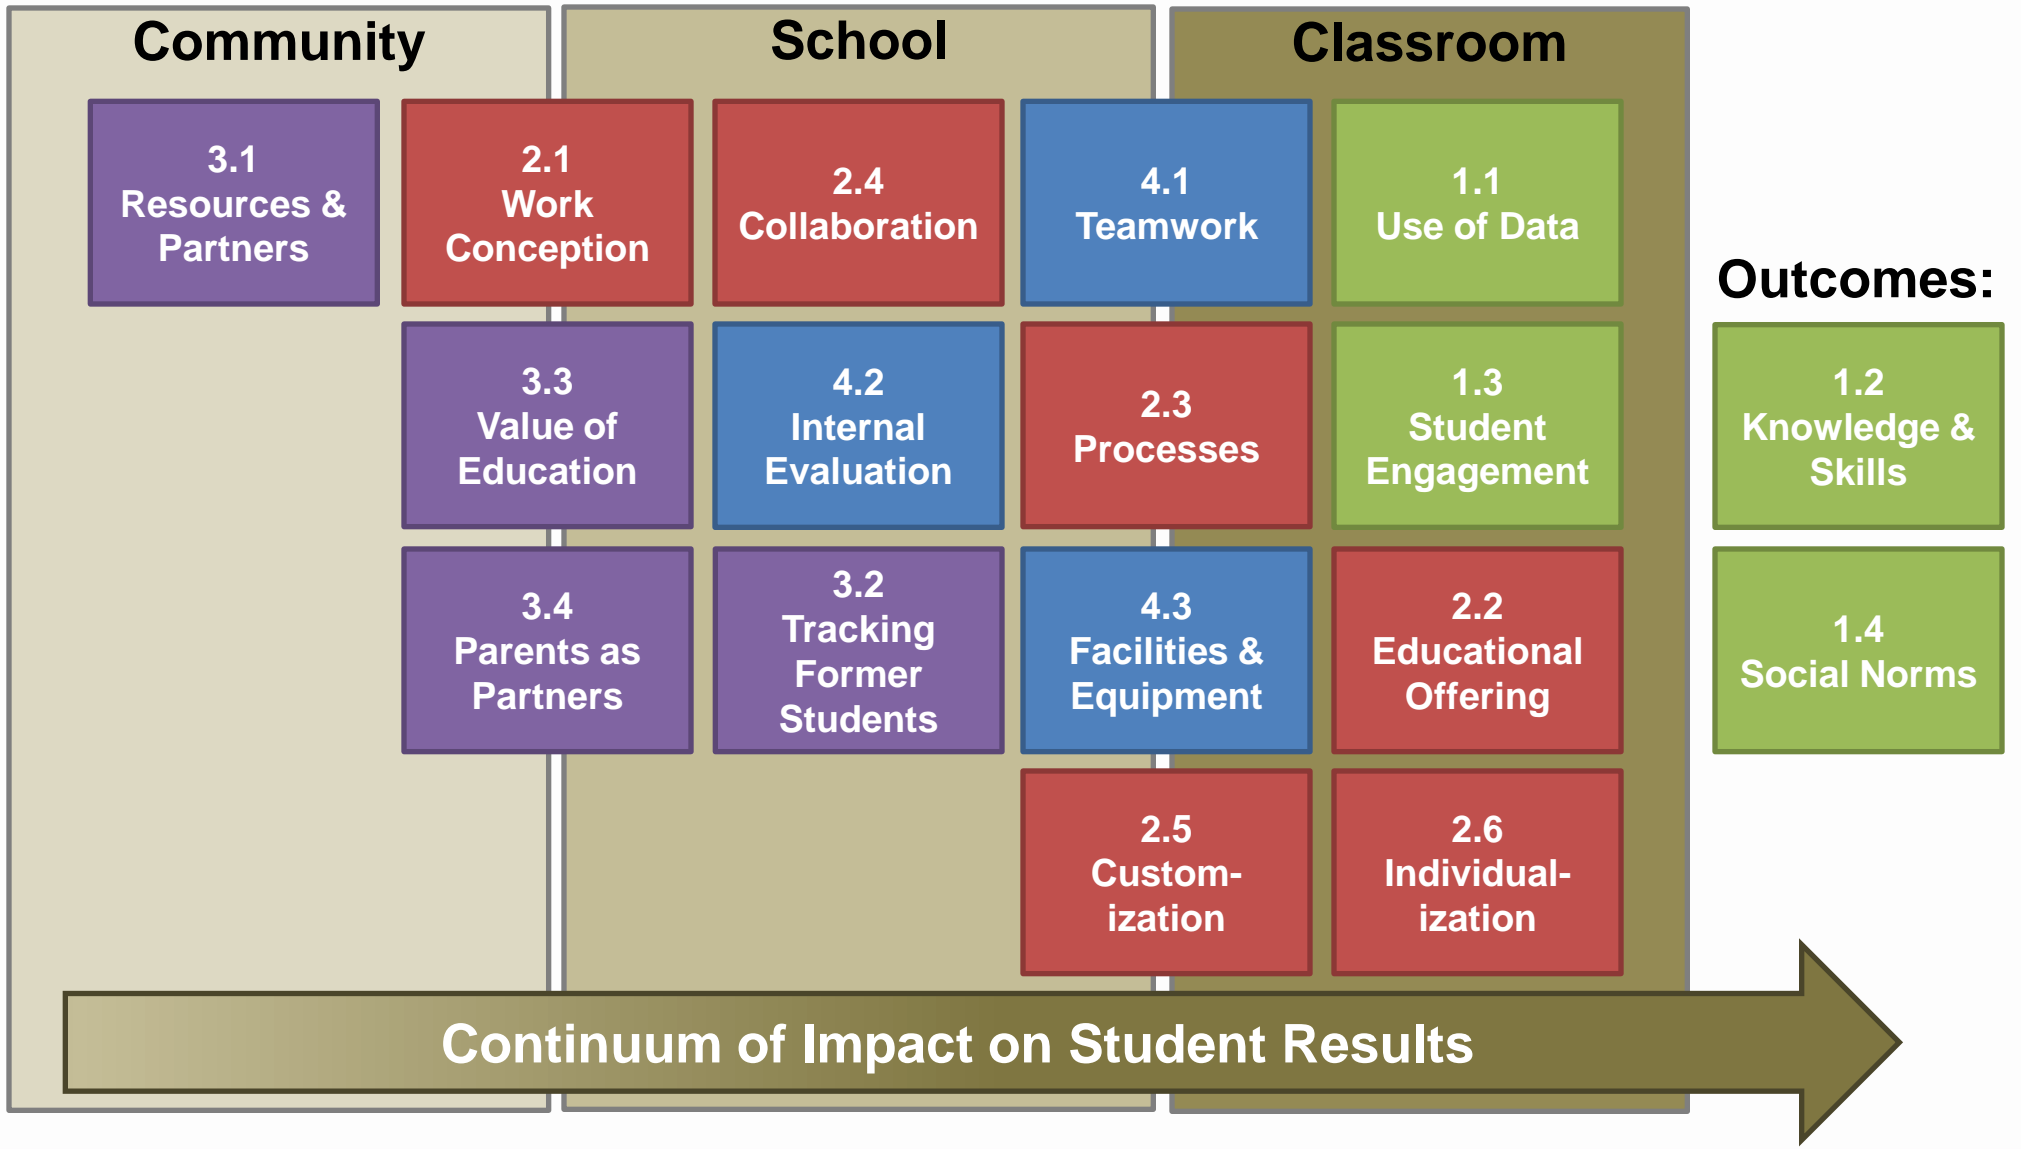 Community
School
Classroom
3.1
Resources &
Partners
2.1
Work
Conception
2.4
Collaboration
4.1
Teamwork
1.1
Use of Data
Outcomes:
3.3
Value of
Education
4.2
Internal
Evaluation
2.3
Processes
1.3
Student
Engagement
1.2
Knowledge &
Skills
3.4
Parents as
Partners
3.2
Tracking
Former
Students
4.3
Facilities &
Equipment
2.2
Educational
Offering
1.4
Social Norms
2.5
Custom-
ization
2.6
Individual-
ization
Continuum of Impact on Student Results